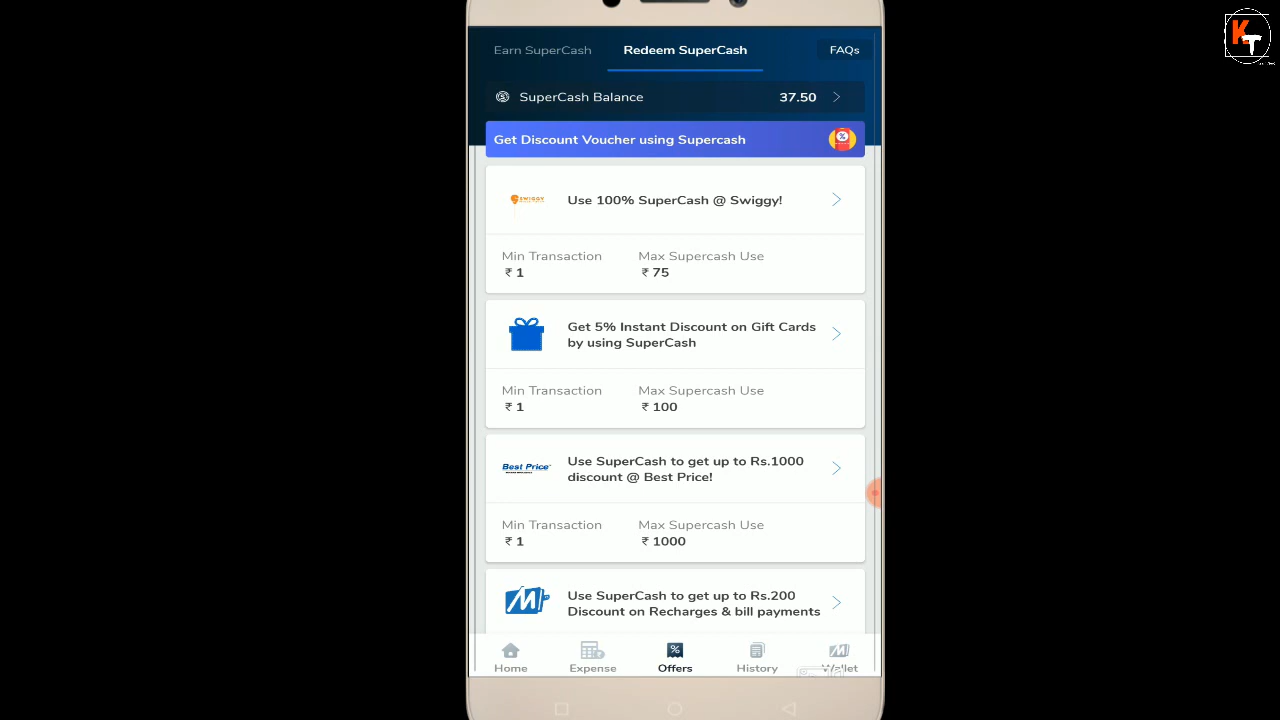 Earn SuperCash Redeem SuperCash FAQs
SuperCash Balance 37.50
Get Discount Voucher using Supercash
SWIGGY Use 100% SuperCash @ Swiggy!
Min Transaction Max Supercash Use
₹ 1 ₹ 75
Get 5% Instant Discount on Gift Cards
by using SuperCash
Min Transaction Max Supercash Use
₹ 1 ₹ 100
Best Price
Use SuperCash to get up to Rs.1000
discount @ Best Price!
Min Transaction Max Supercash Use
₹ 1 ₹ 1000
Use SuperCash to get up to Rs.200
Discount on Recharges & bill payments
Home Expense Offers History Wallet
KT